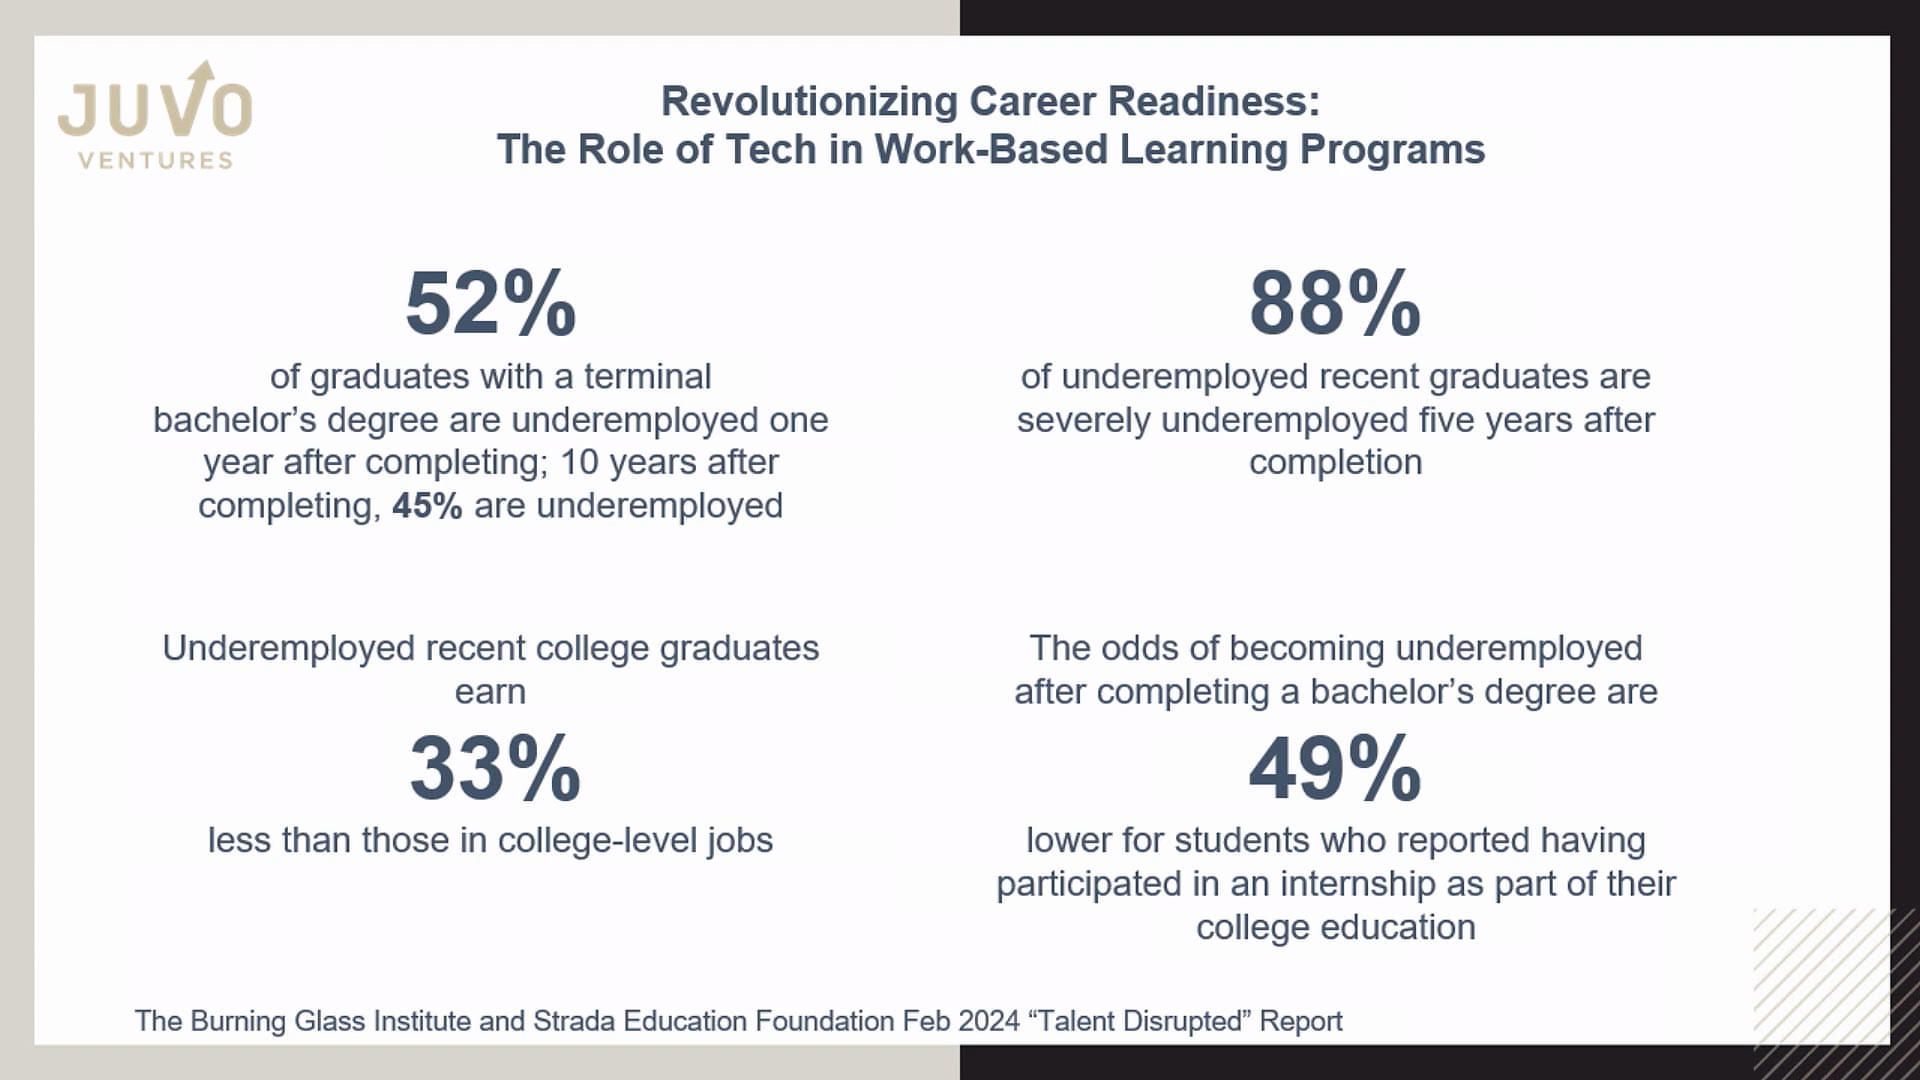 JUVO
VENTURES
Revolutionizing Career Readiness:
The Role of Tech in Work-Based Learning Programs
52%
of graduates with a terminal
bachelor’s degree are underemployed one
year after completing; 10 years after
completing, 45% are underemployed
88%
of underemployed recent graduates are
severely underemployed five years after
completion
Underemployed recent college graduates
earn
33%
less than those in college-level jobs
The odds of becoming underemployed
after completing a bachelor’s degree are
49%
lower for students who reported having
participated in an internship as part of their
college education
The Burning Glass Institute and Strada Education Foundation Feb 2024 “Talent Disrupted” Report